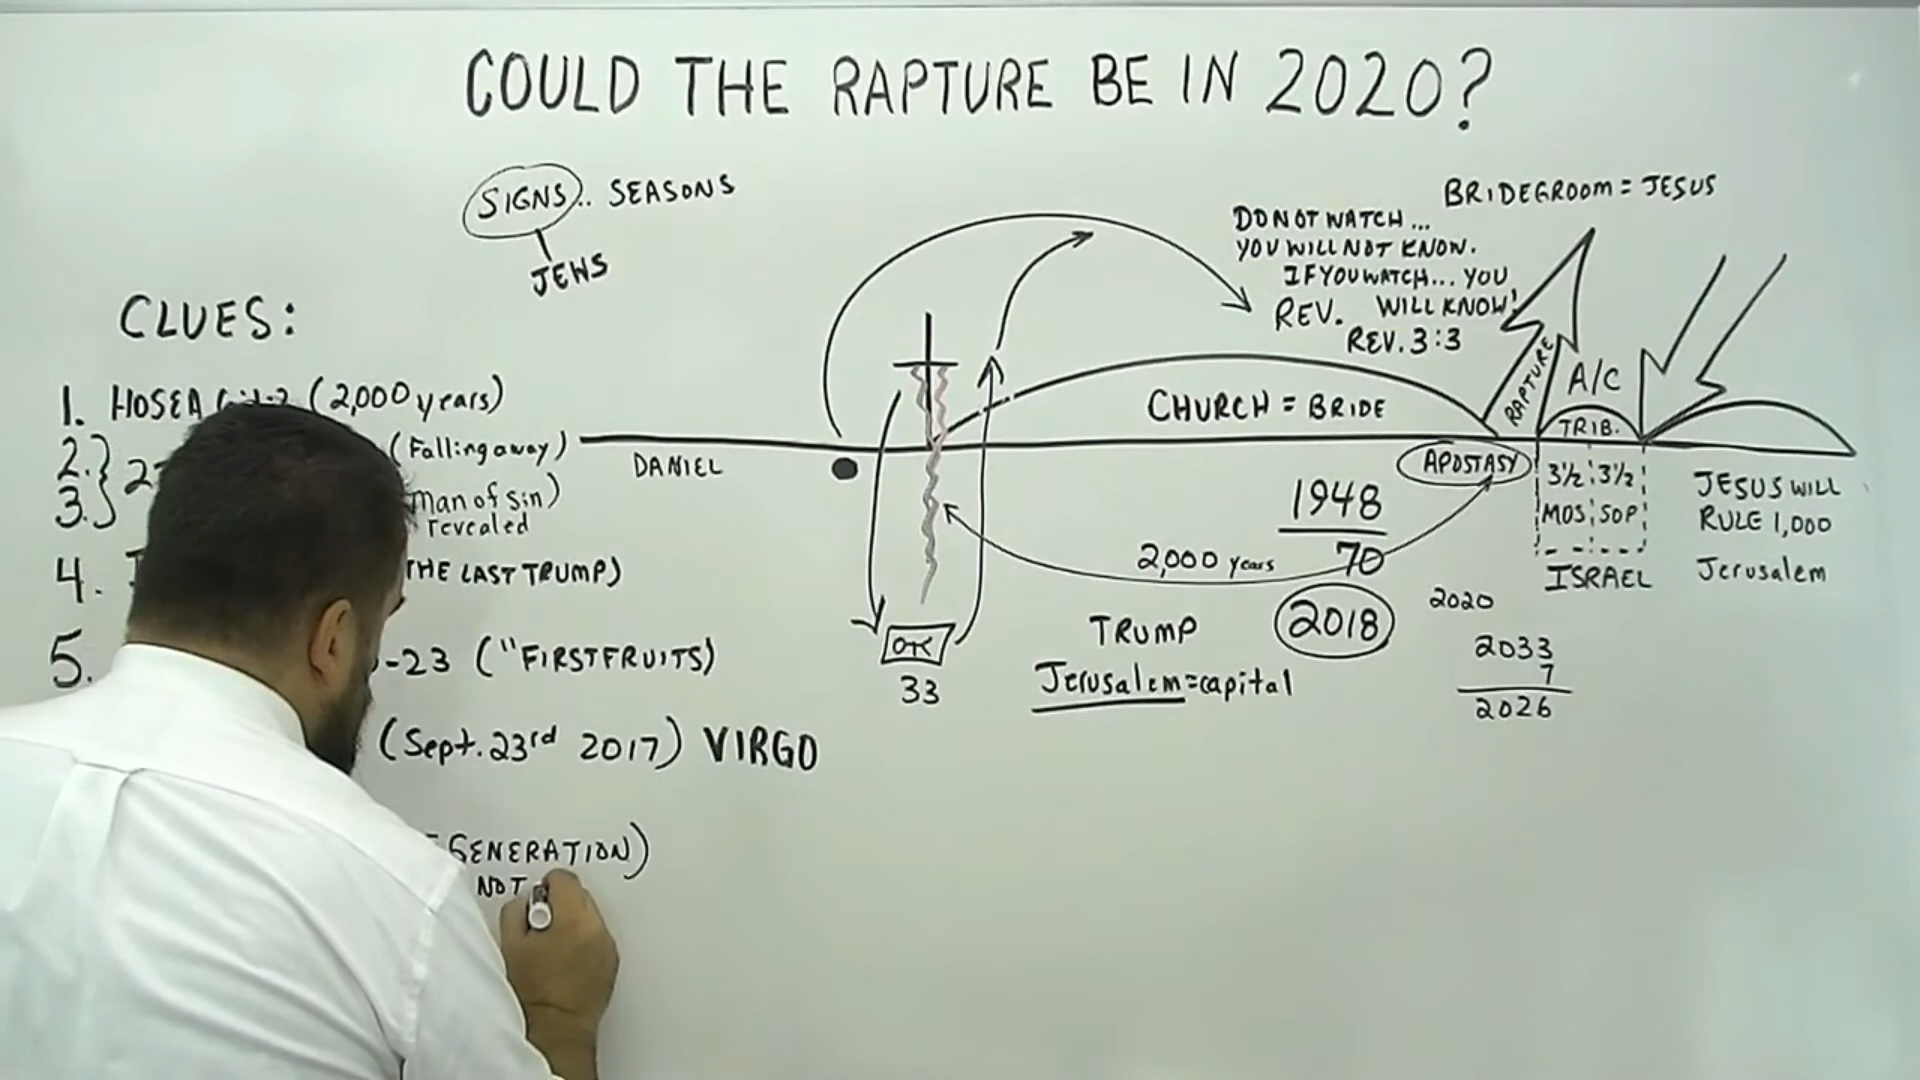 COULD THE RAPTURE BE IN 2020?
SIGNS.. SEASONS
JEWS
CLUES:
1. HOSEA (2,000 years)
2. (Falling away)
3. Man of sin)
revealed
4. THE LAST TRUMP)
5. -23 ("FIRSTFRUITS)
(Sept. 23rd 2017) VIRGO
GENERATION)
NOT
DANIEL
33
CHURCH = BRIDE
DO NOT WATCH...
YOU WILL NOT KNOW.
IF YOU WATCH... YOU
REV. WILL KNOW!
REV. 3:3
BRIDEGROOM = JESUS
RAPTURE
A/C
TRIB.
APOSTASY
3½ 3½
MOS SOP
ISRAEL
JESUS WILL
RULE 1,000
Jerusalem
1948
70
2018
2,000 years
TRUMP
Jerusalem=capital
2020
2033
7
2026